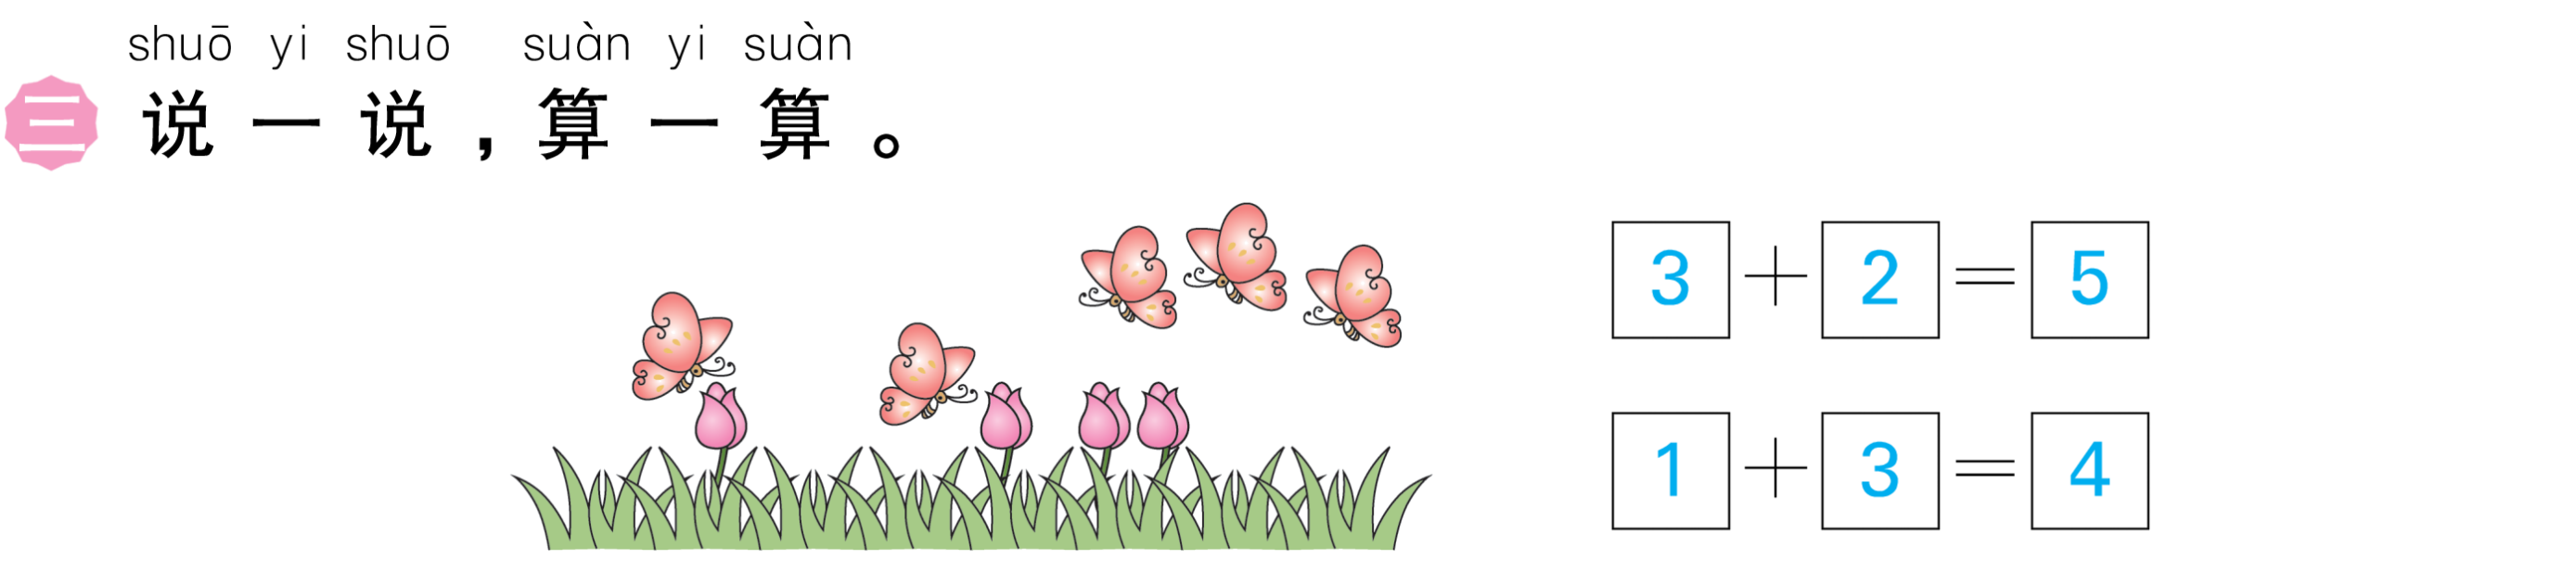 shuō yi shuō suàn yi suàn
三 说一说，算一算。
3 + 2 = 5
1 + 3 = 4